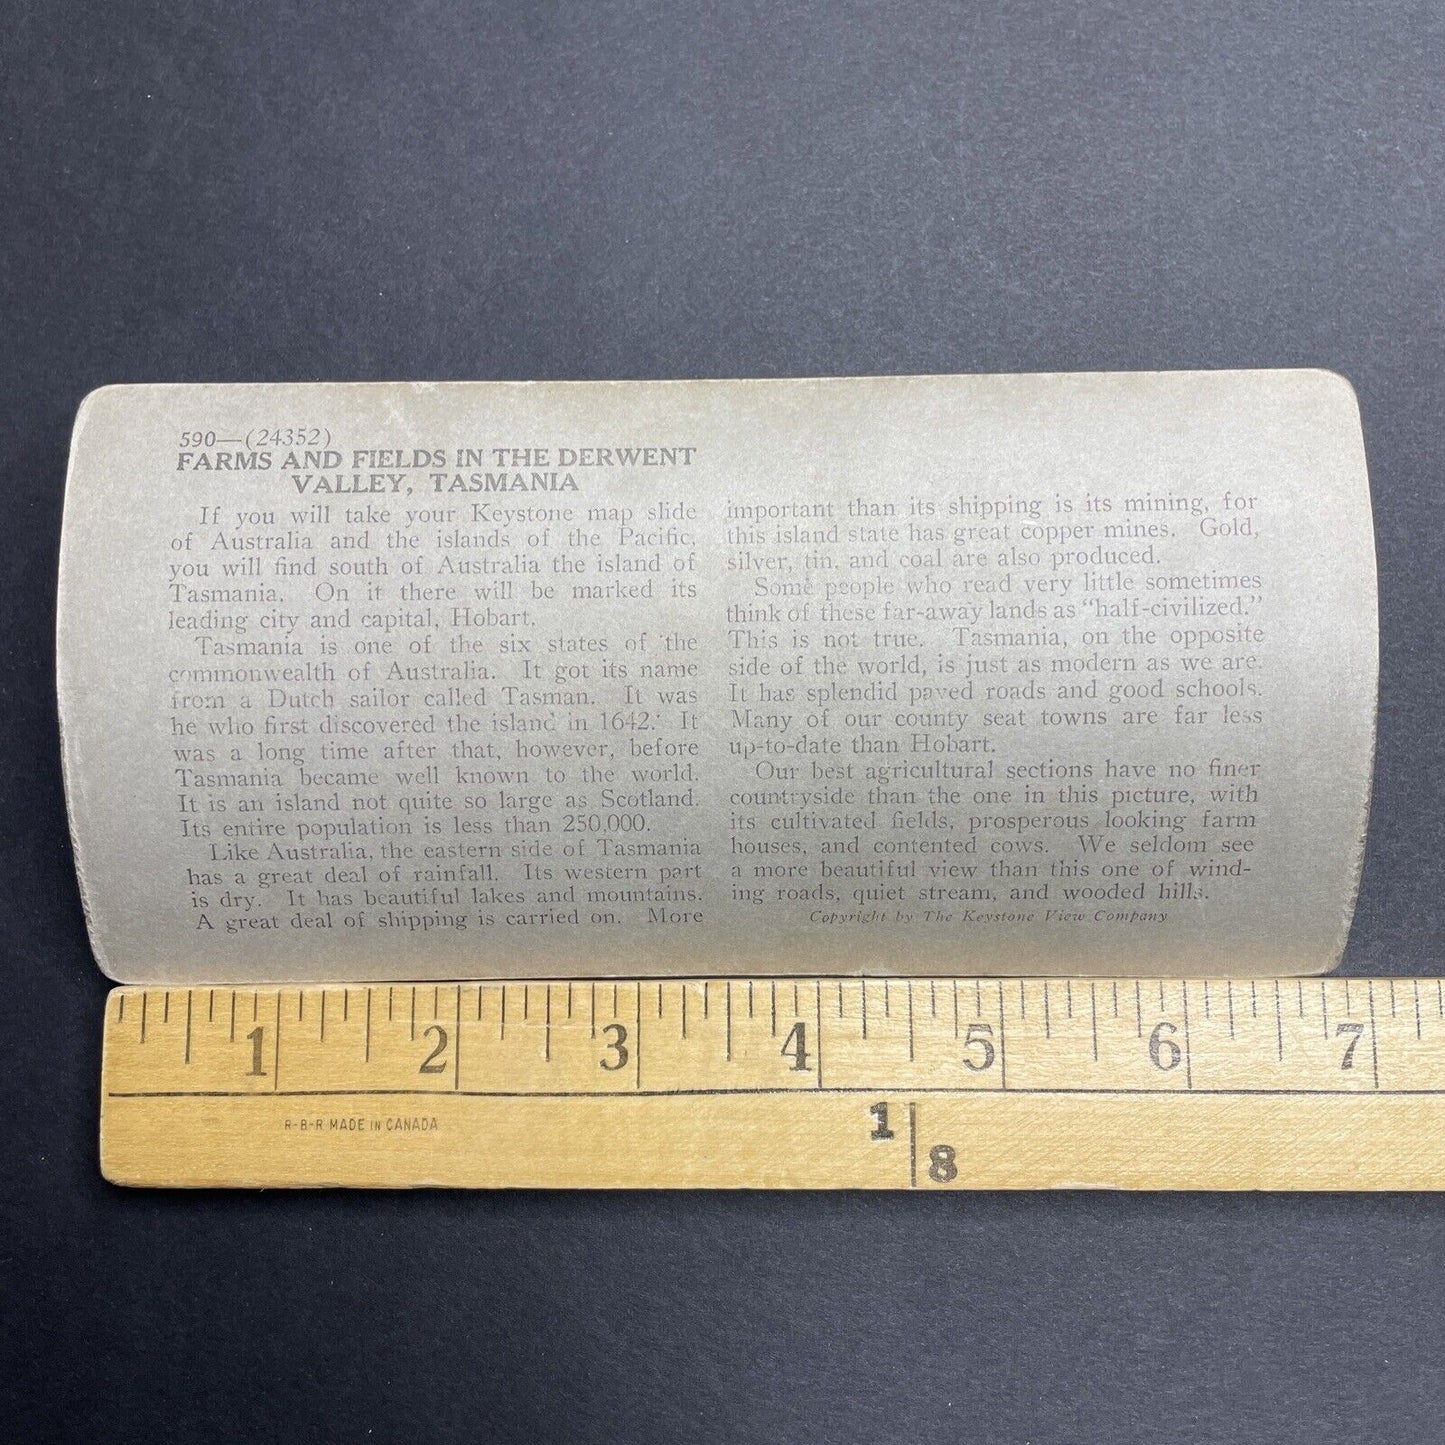 590—(24352)
FARMS AND FIELDS IN THE DERWENT
VALLEY, TASMANIA
If you will take your Keystone map slide
of Australia and the islands of the Pacific,
you will find south of Australia the island of
Tasmania. On it there will be marked its
leading city and capital, Hobart.
Tasmania is one of the six states of the
commonwealth of Australia. It got its name
from a Dutch sailor called Tasman. It was
he who first discovered the island in 1642. It
was a long time after that, however, before
Tasmania became well known to the world.
It is an island not quite so large as Scotland.
Its entire population is less than 250,000.
Like Australia, the eastern side of Tasmania
has a great deal of rainfall. Its western part
is dry. It has beautiful lakes and mountains.
A great deal of shipping is carried on. More
important than its shipping is its mining, for
this island state has great copper mines. Gold,
silver, tin, and coal are also produced.
Some people who read very little sometimes
think of these far-away lands as "half-civilized."
This is not true. Tasmania, on the opposite
side of the world, is just as modern as we are.
It has splendid paved roads and good schools.
Many of our county seat towns are far less
up-to-date than Hobart.
Our best agricultural sections have no finer
countryside than the one in this picture, with
its cultivated fields, prosperous looking farm
houses, and contented cows. We seldom see
a more beautiful view than this one of wind-
ing roads, quiet stream, and wooded hills.
Copyright by The Keystone View Company
1 2 3 4 5 6 7
R-B-R MADE IN CANADA
1
8